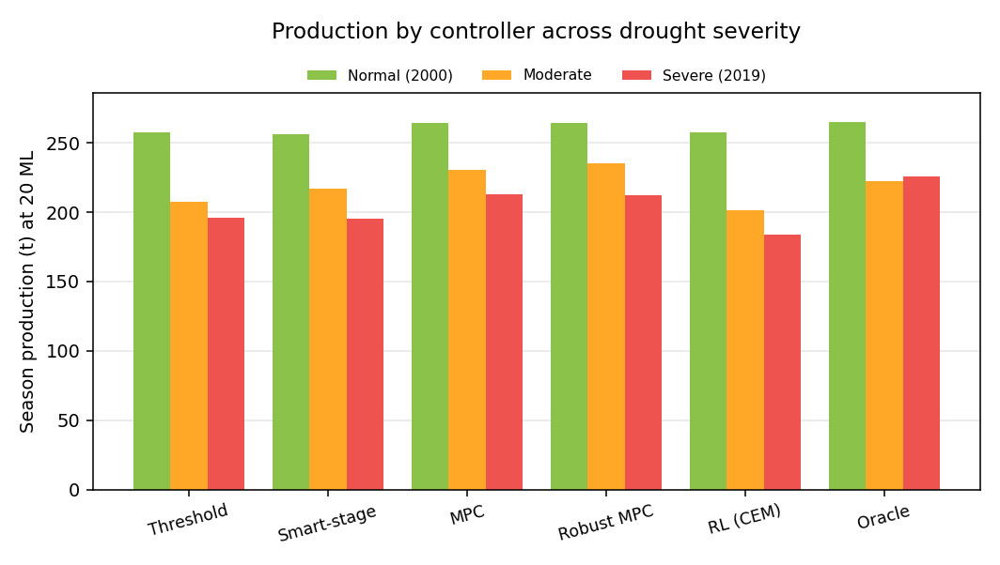 Production by controller across drought severity
Normal (2000) Moderate Severe (2019)
Season production (t) at 20 ML
250
200
150
100
50
0
Threshold Smart-stage MPC Robust MPC RL (CEM) Oracle